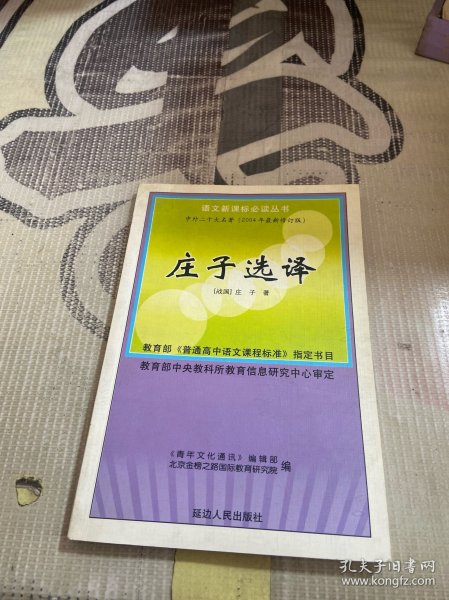 语文新课标必读丛书
中外二十大名著（2004年最新修订版）
庄子选译
[战国] 庄 子 著
教育部《普通高中语文课程标准》指定书目
教育部中央教科所教育信息研究中心审定
《青年文化通讯》编辑部
北京金榜之路国际教育研究院 编
延边人民出版社
孔夫子旧书网
www.kongfz.com